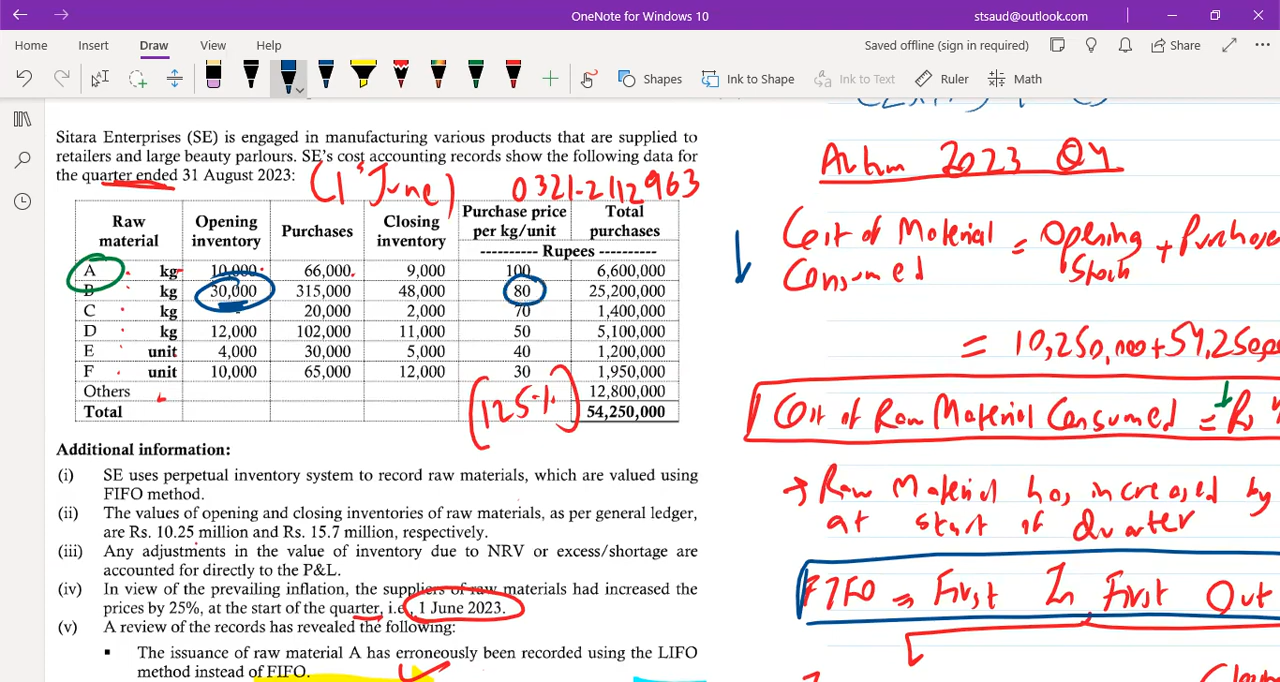 OneNote for Windows 10
stsaud@outlook.com
Home Insert Draw View Help
Saved offline (sign in required) Share
Shapes Ink to Shape Ink to Text Ruler Math
Sitara Enterprises (SE) is engaged in manufacturing various products that are supplied to
retailers and large beauty parlours. SE's cost accounting records show the following data for
the quarter ended 31 August 2023:
(1st June) 0321-2112963
Raw material Opening inventory Purchases Closing inventory Purchase price per kg/unit Total purchases
---------- Rupees ----------
A kg 10,000 66,000 9,000 100 6,600,000
B kg 30,000 315,000 48,000 80 25,200,000
C kg - 20,000 2,000 70 1,400,000
D kg 12,000 102,000 11,000 50 5,100,000
E unit 4,000 30,000 5,000 40 1,200,000
F unit 10,000 65,000 12,000 30 1,950,000
Others 12,800,000
Total 54,250,000
(125%)
Additional information:
(i) SE uses perpetual inventory system to record raw materials, which are valued using
FIFO method.
(ii) The values of opening and closing inventories of raw materials, as per general ledger,
are Rs. 10.25 million and Rs. 15.7 million, respectively.
(iii) Any adjustments in the value of inventory due to NRV or excess/shortage are
accounted for directly to the P&L.
(iv) In view of the prevailing inflation, the suppliers of raw materials had increased the
prices by 25%, at the start of the quarter, i.e., 1 June 2023.
(v) A review of the records has revealed the following:
▪ The issuance of raw material A has erroneously been recorded using the LIFO
method instead of FIFO.
2023 Q4
Cost of Material = Opening + Purchases
Consumed Stock
= 10,250,000+54,250,00
Cost of Raw Material Consumed = Rs
→ Raw Material has increased by
at start of Quarter
FIFO = First In First Out